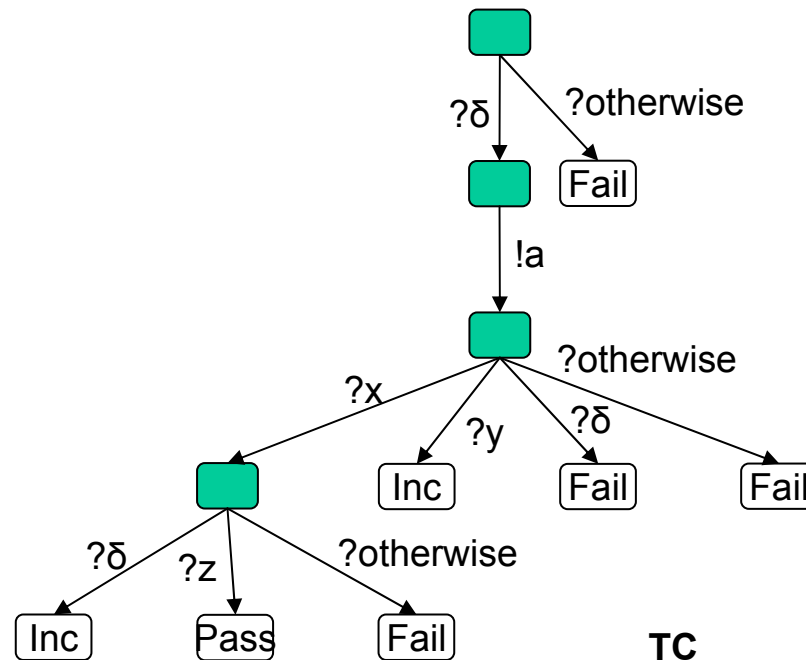 ?otherwise
?δ
Fail
!a
?otherwise
?x
?δ
?y
Inc
Fail
Fail
?δ
?z
?otherwise
Inc
Pass
Fail
TC